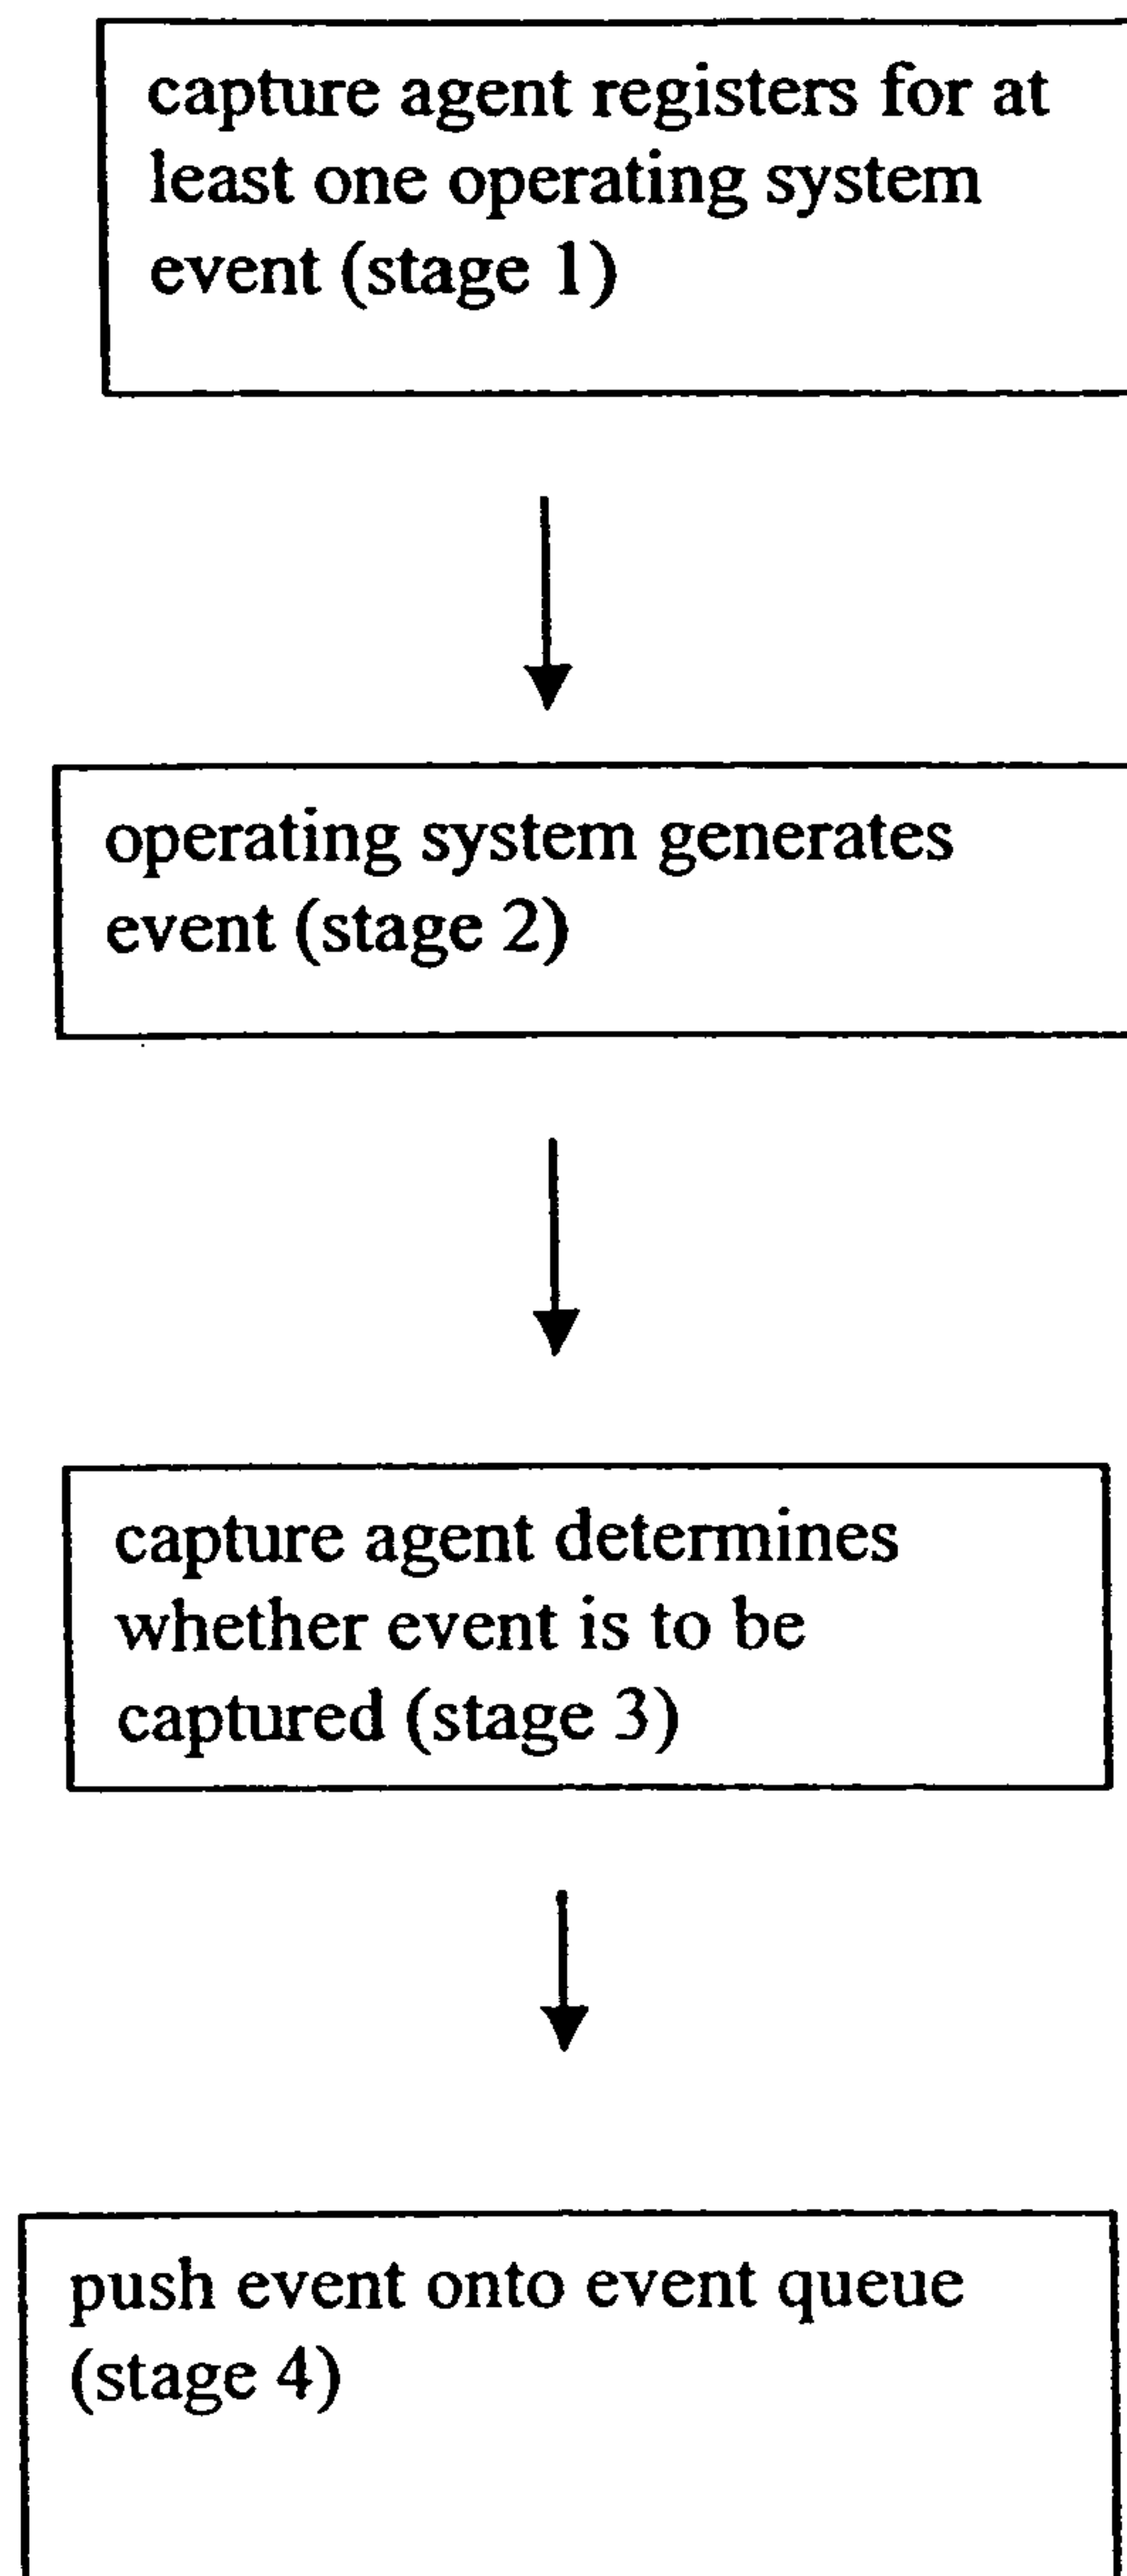 capture agent registers for at
least one operating system
event (stage 1)
operating system generates
event (stage 2)
capture agent determines
whether event is to be
captured (stage 3)
push event onto event queue
(stage 4)